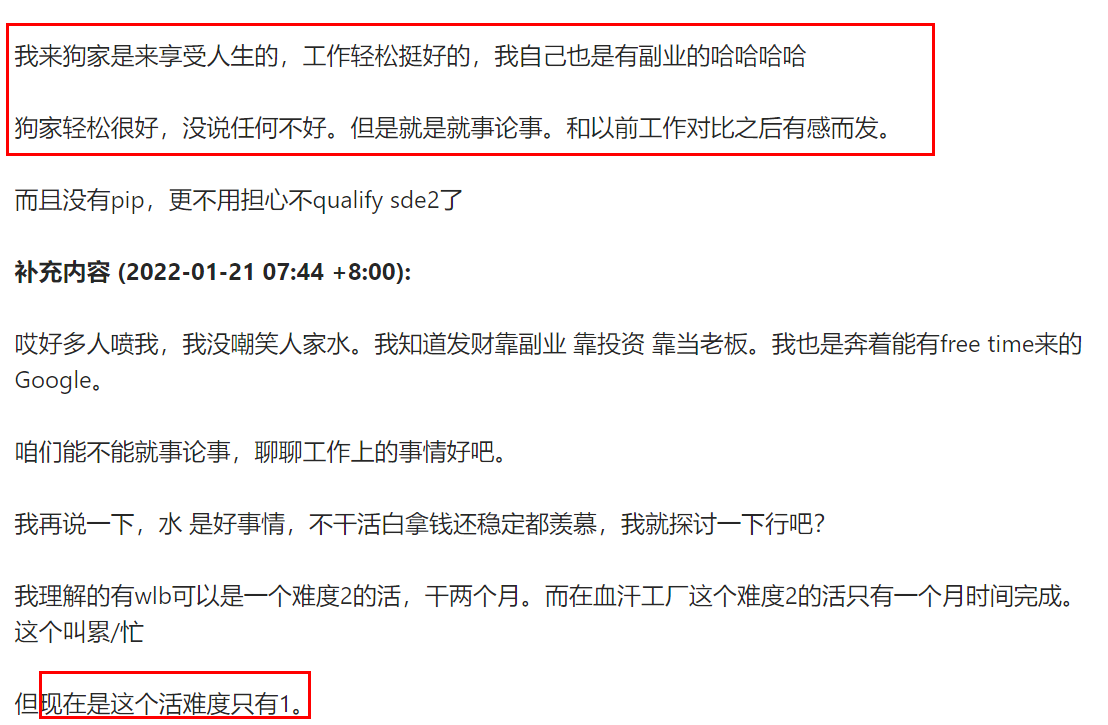 我来狗家是来享受人生的，工作轻松挺好的，我自己也是有副业的哈哈哈哈
狗家轻松很好，没说任何不好。但是就是就事论事。和以前工作对比之后有感而发。
而且没有pip，更不用担心不qualify sde2了
补充内容 (2022-01-21 07:44 +8:00):
哎好多人喷我，我没嘲笑人家水。我知道发财靠副业 靠投资 靠当老板。我也是奔着能有free time来的
Google。
咱们能不能就事论事，聊聊工作上的事情好吧。
我再说一下，水 是好事情，不干活白拿钱还稳定都羡慕，我就探讨一下行吧？
我理解的有wlb可以是一个难度2的活，干两个月。而在血汗工厂这个难度2的活只有一个月时间完成。
这个叫累/忙
但现在是这个活难度只有1。